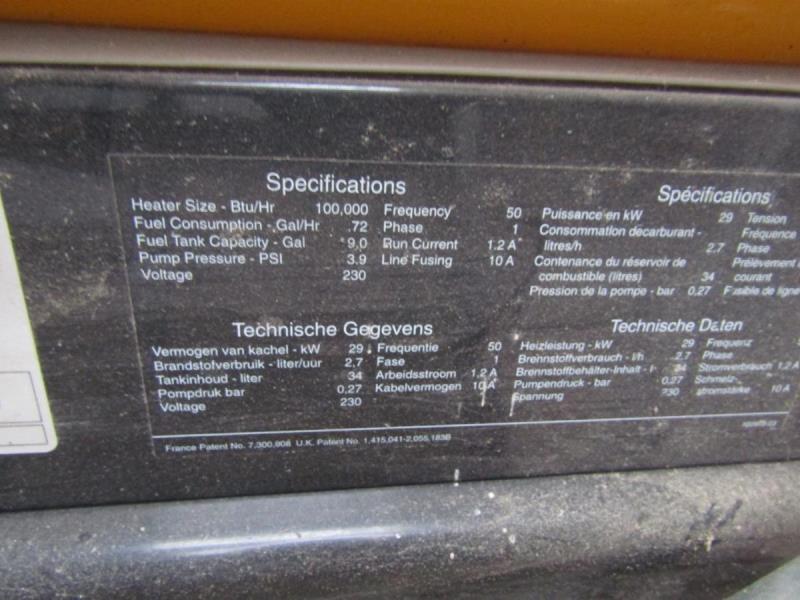 Specifications
Heater Size - Btu/Hr 100,000 Frequency 50
Fuel Consumption - Gal/Hr .72 Phase 1
Fuel Tank Capacity - Gal 9.0 Run Current 1.2 A
Pump Pressure - PSI 3.9 Line Fusing 10 A
Voltage 230
Spécifications
Puissance en kW 29 Tension
Consommation decarburant - Fréquence
litres/h 2.7 Phase
Contenance du réservoir de Prélèvement
combustible (litres) 34 courant
Pression de la pompe - bar 0.27 Fusible de ligne
Technische Gegevens
Vermogen van kachel - kW 29 Frequentie 50
Brandstofverbruik - liter/uur 2,7 Fase 1
Tankinhoud - liter 34 Arbeidsstroom 1,2 A
Pompdruk bar 0,27 Kabelvermogen 10 A
Voltage 230
Technische Daten
Heizleistung - kW 29 Frequenz
Brennstoffverbrauch - l/h 2,7 Phase
Brennstoffbehälter-Inhalt - l 34 Stromverbrauch 1,2 A
Pumpendruck - bar 0,27 Schmelz-
Spannung 230 stromstärke 10 A
France Patent No. 7,300,808 U.K. Patent No. 1,415,041-2,055,183B